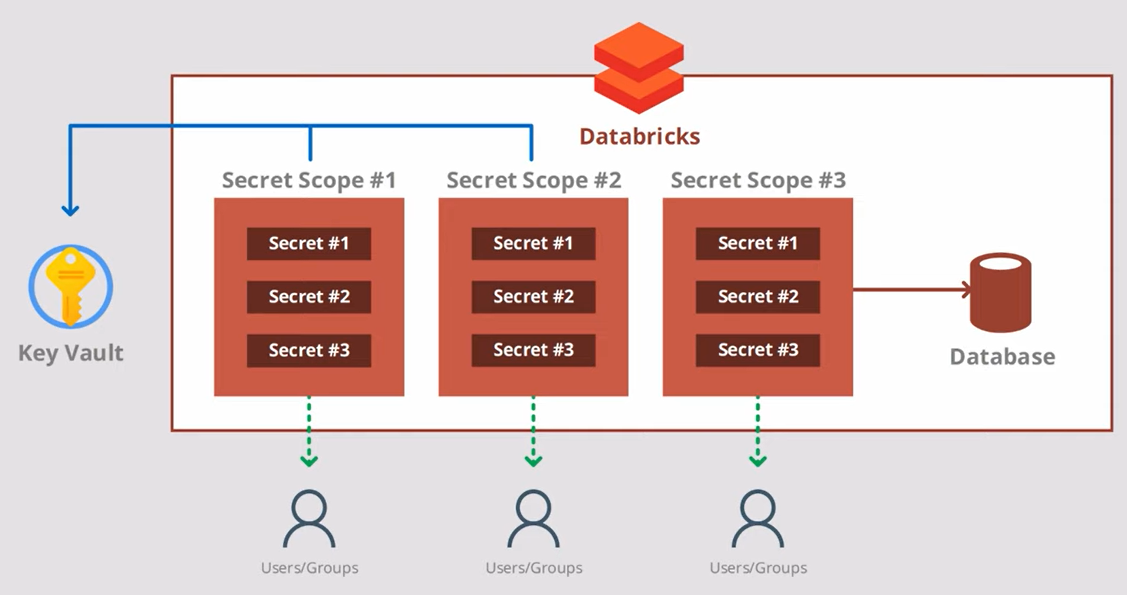 Databricks
Secret Scope #1
Secret Scope #2
Secret Scope #3
Secret #1
Secret #1
Secret #1
Secret #2
Secret #2
Secret #2
Secret #3
Secret #3
Secret #3
Key Vault
Database
Users/Groups
Users/Groups
Users/Groups